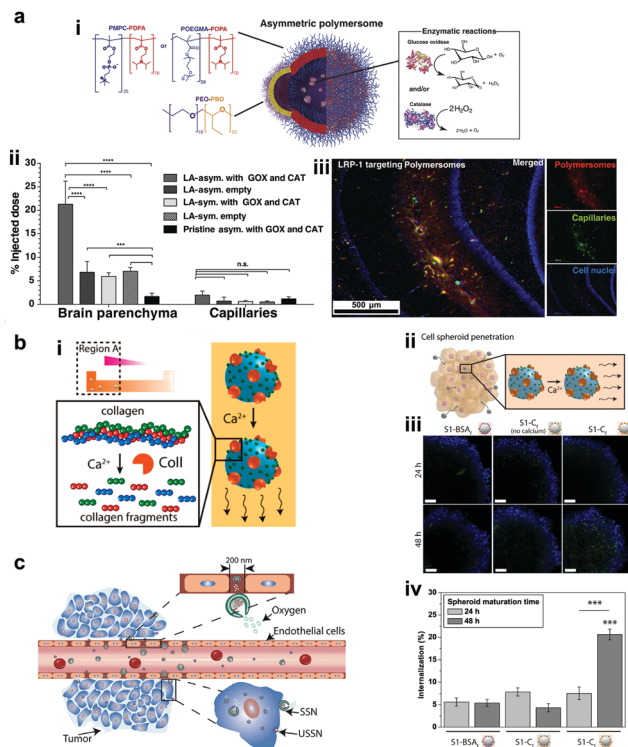 a
i
PMPC-PDPA
POEGMA-PDPA
Asymmetric polymersome
Enzymatic reactions
Glucose oxidase
+ O₂
+ H₂O₂
and/or
Catalase
2H₂O₂
2H₂O + O₂
PEO-PBO
ii
% Injected dose
30
25
20
15
10
5
0
****
****
****
****
***
n.s.
LA-asym. with GOX and CAT
LA-asym. empty
LA-sym. with GOX and CAT
LA-sym. empty
Pristine asym. with GOX and CAT
Brain parenchyma
Capillaries
iii
LRP-1 targeting Polymersomes
Merged
500 µm
Polymersomes
Capillaries
Cell nuclei
b
i
Region A
collagen
Ca²⁺
Coll
collagen fragments
Ca²⁺
ii
Cell spheroid penetration
Ca²⁺
iii
S1-BSAf
S1-Cf
(no calcium)
S1-Cf
24 h
48 h
c
200 nm
Oxygen
Endothelial cells
SSN
USSN
Tumor
iv
Internalization (%)
30
25
20
15
10
5
0
Spheroid maturation time
24 h
48 h
***
***
S1-BSAf
S1-Cf
S1-Cf